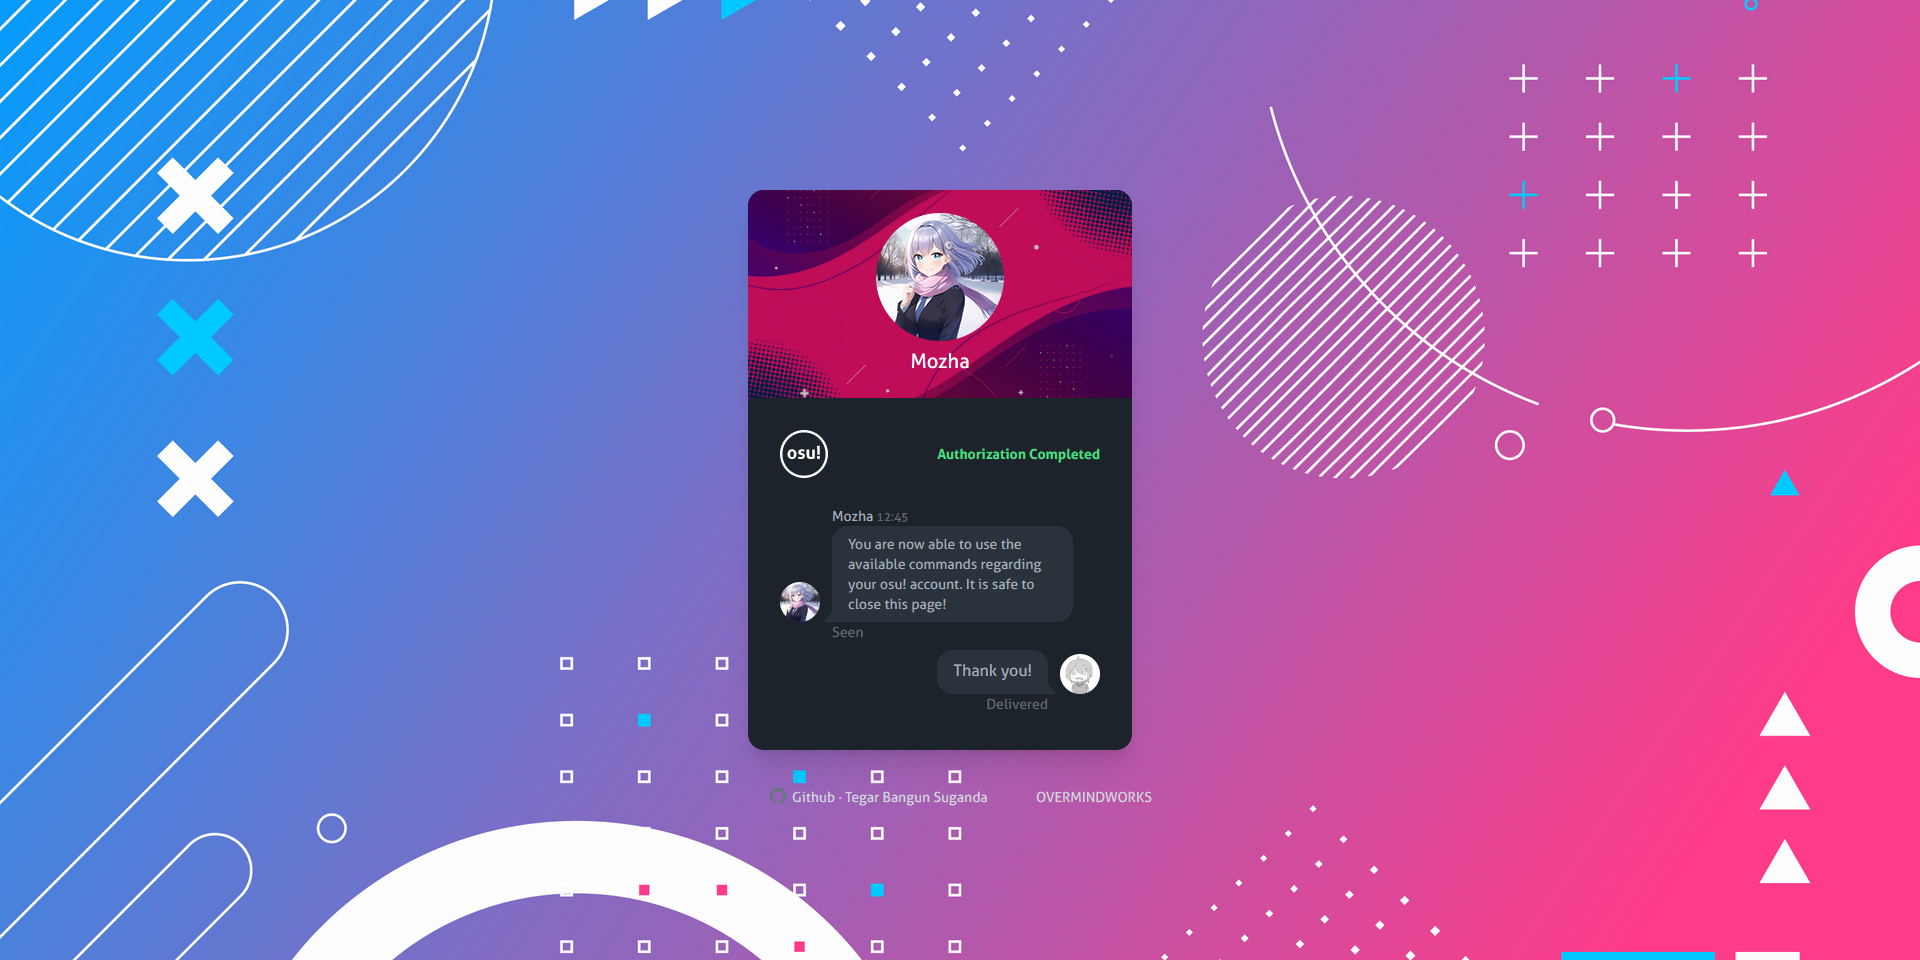 Mozha
osu!
Authorization Completed
Mozha 12:45
You are now able to use the
available commands regarding
your osu! account. It is safe to
close this page!
Seen
Thank you!
Delivered
Github · Tegar Bangun Suganda
OVERMINDWORKS